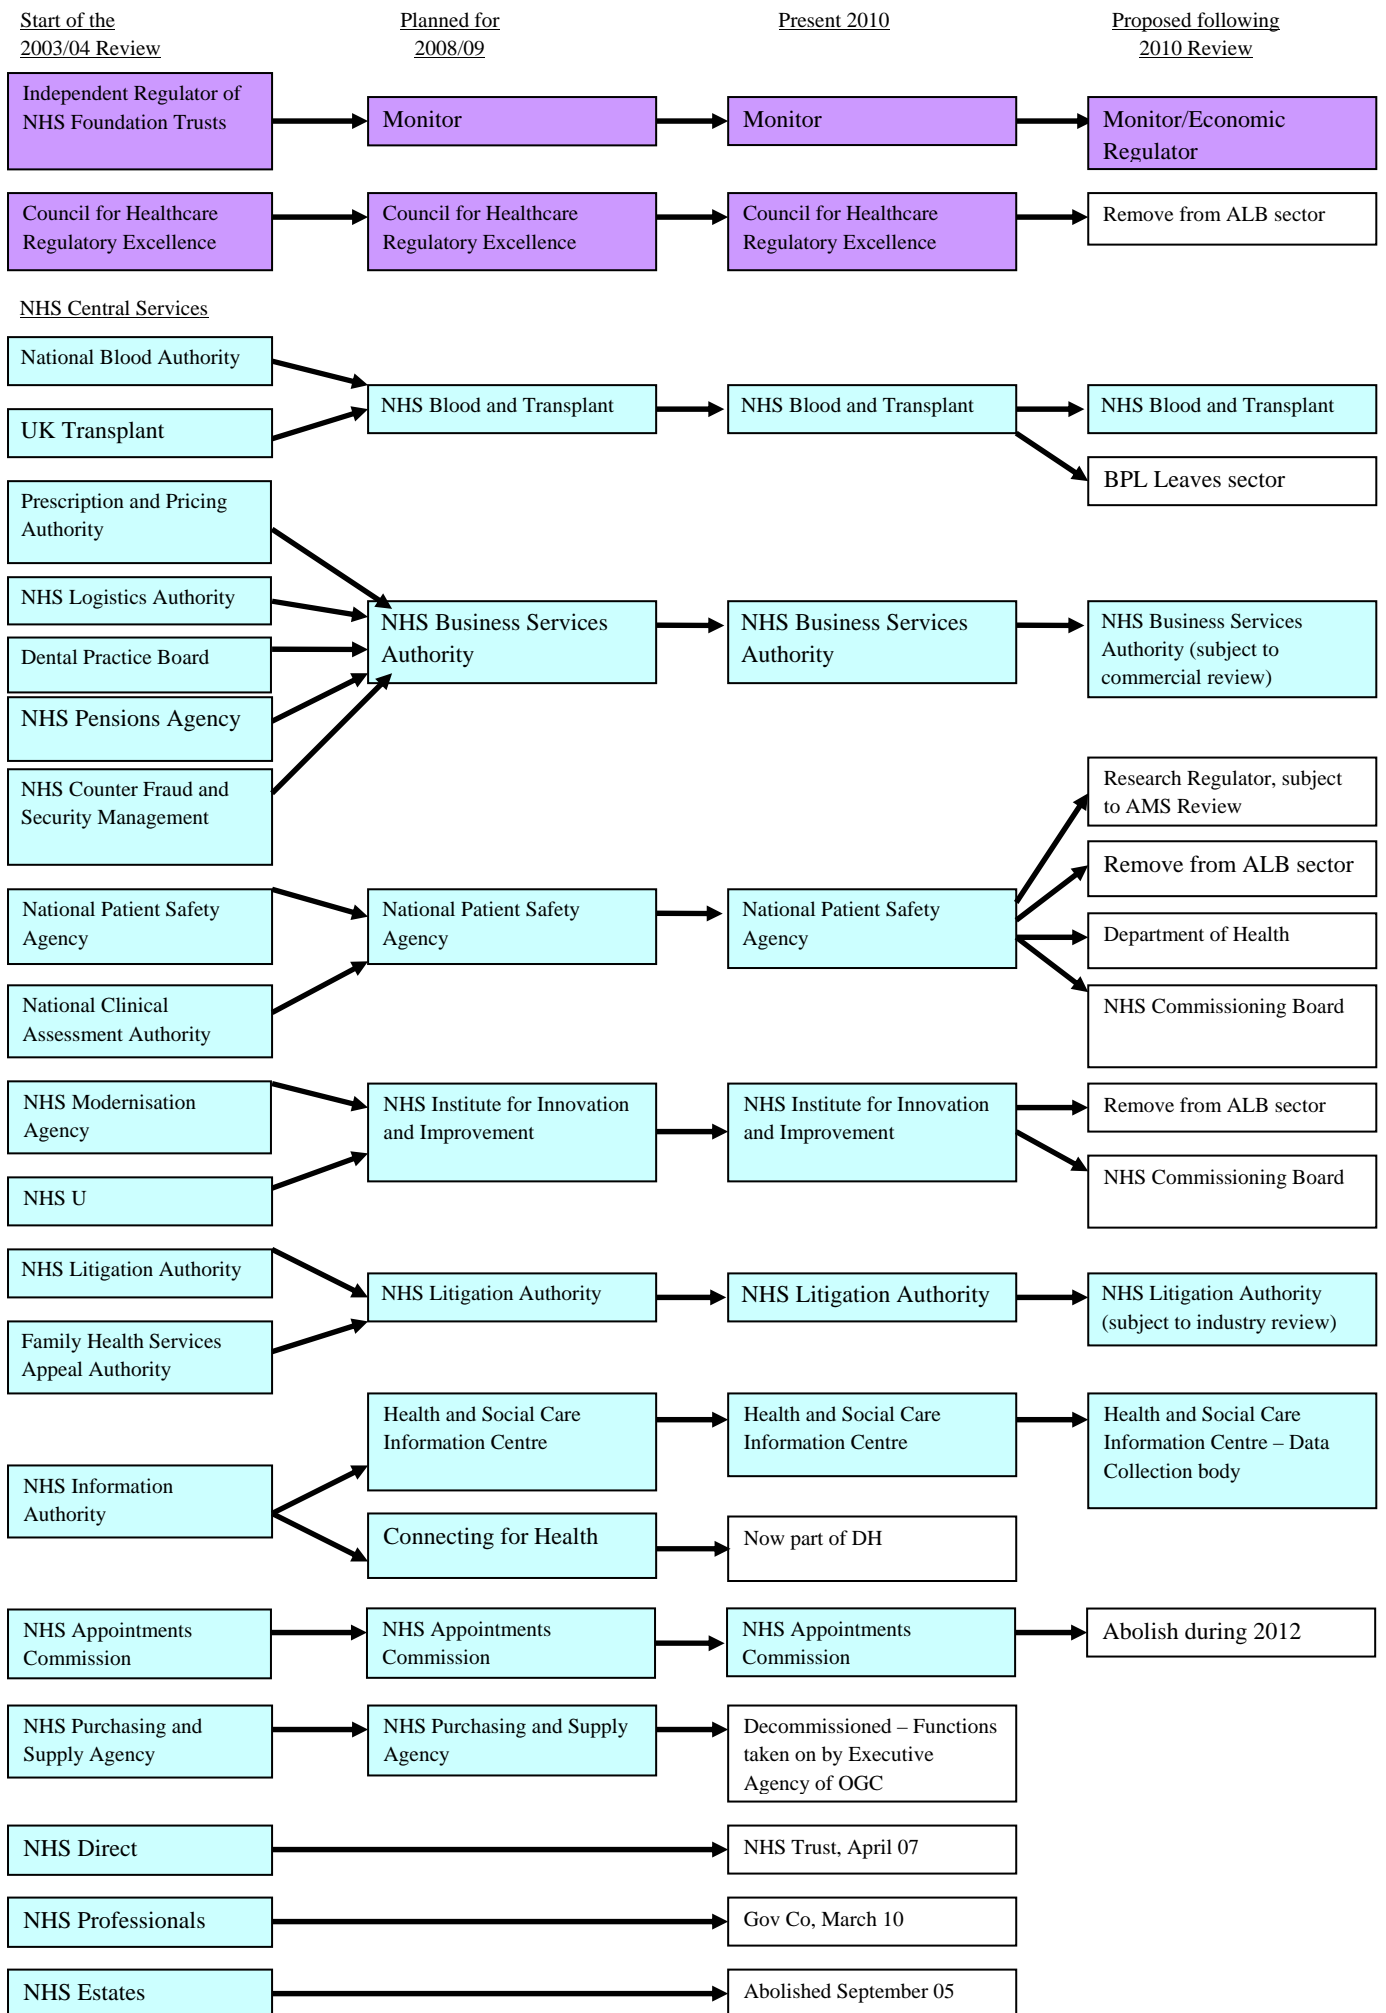 Start of the
2003/04 Review
Planned for
2008/09
Present 2010
Proposed following
2010 Review
Independent Regulator of
NHS Foundation Trusts
Monitor
Monitor
Monitor/Economic
Regulator
Council for Healthcare
Regulatory Excellence
Council for Healthcare
Regulatory Excellence
Council for Healthcare
Regulatory Excellence
Remove from ALB sector
NHS Central Services
National Blood Authority
UK Transplant
NHS Blood and Transplant
NHS Blood and Transplant
NHS Blood and Transplant
BPL Leaves sector
Prescription and Pricing
Authority
NHS Logistics Authority
Dental Practice Board
NHS Pensions Agency
NHS Counter Fraud and
Security Management
NHS Business Services
Authority
NHS Business Services
Authority
NHS Business Services
Authority (subject to
commercial review)
National Patient Safety
Agency
National Clinical
Assessment Authority
National Patient Safety
Agency
National Patient Safety
Agency
Research Regulator, subject
to AMS Review
Remove from ALB sector
Department of Health
NHS Commissioning Board
NHS Modernisation
Agency
NHS U
NHS Institute for Innovation
and Improvement
NHS Institute for Innovation
and Improvement
Remove from ALB sector
NHS Commissioning Board
NHS Litigation Authority
Family Health Services
Appeal Authority
NHS Litigation Authority
NHS Litigation Authority
NHS Litigation Authority
(subject to industry review)
NHS Information
Authority
Health and Social Care
Information Centre
Health and Social Care
Information Centre
Health and Social Care
Information Centre – Data
Collection body
Connecting for Health
Now part of DH
NHS Appointments
Commission
NHS Appointments
Commission
NHS Appointments
Commission
Abolish during 2012
NHS Purchasing and
Supply Agency
NHS Purchasing and Supply
Agency
Decommissioned – Functions
taken on by Executive
Agency of OGC
NHS Direct
NHS Trust, April 07
NHS Professionals
Gov Co, March 10
NHS Estates
Abolished September 05